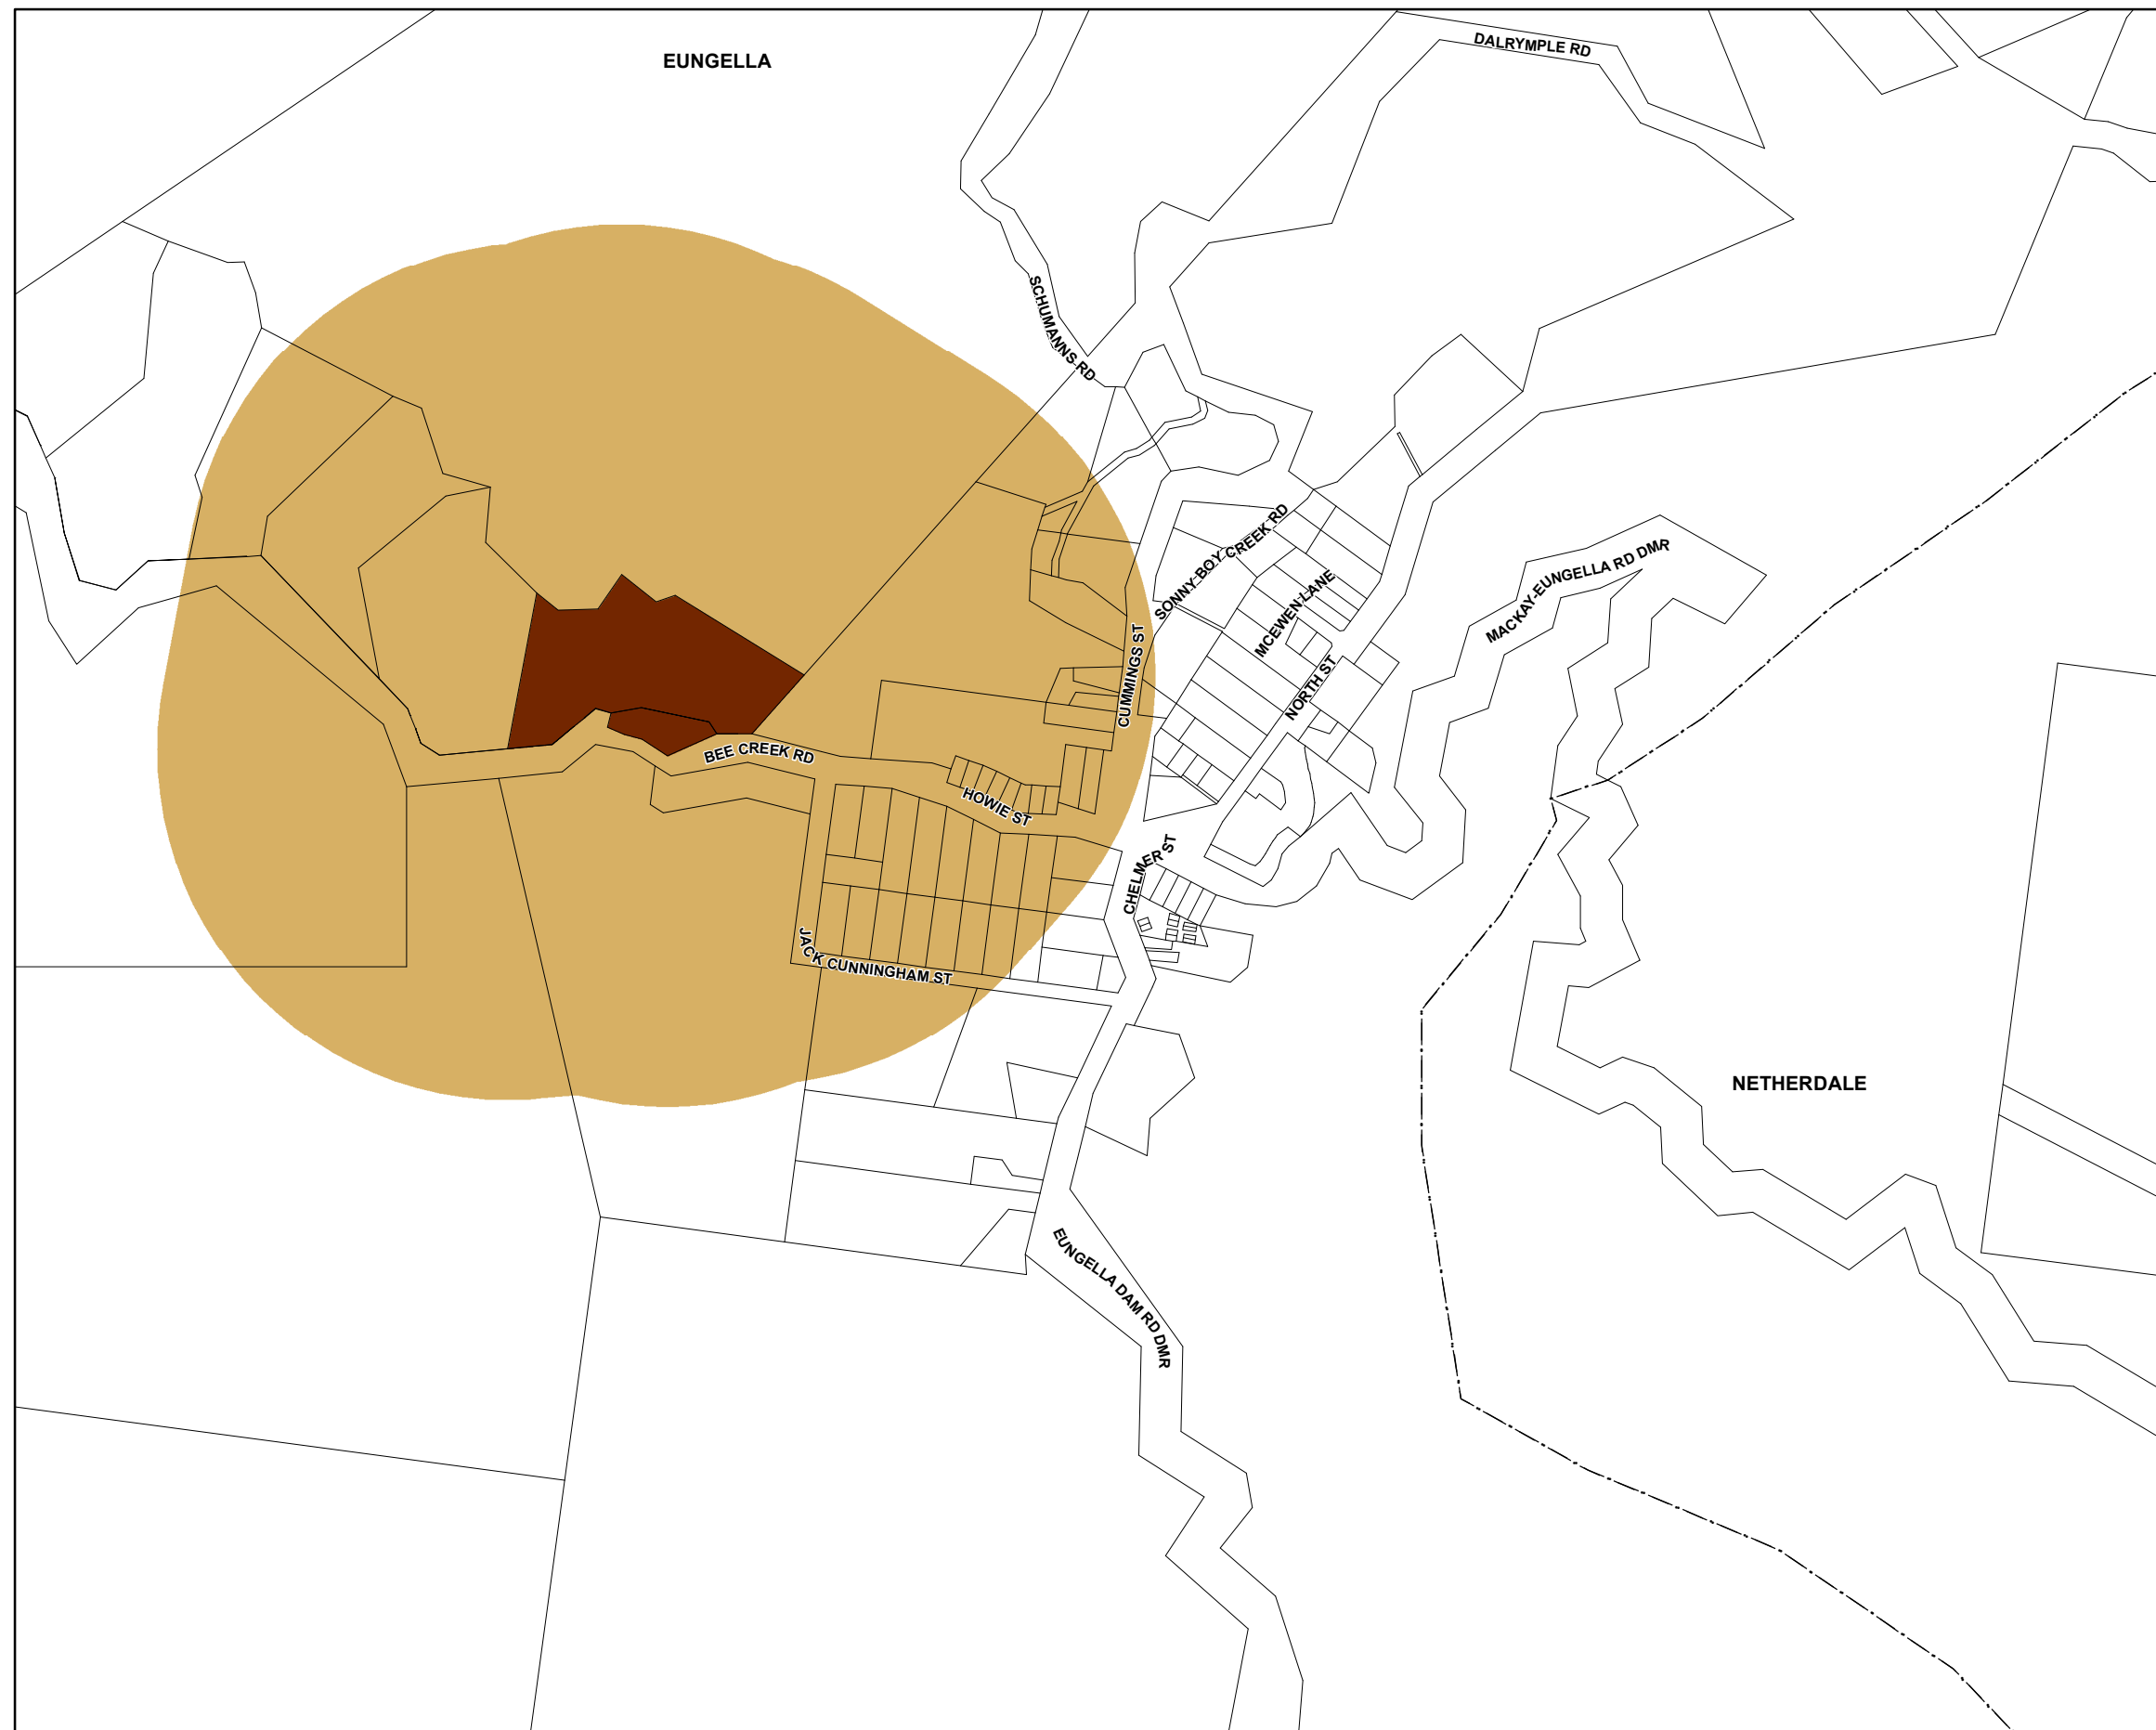 DALRYMPLE RD
EUNGELLA
SCHUMANNS RD
SONNY BOY CREEK RD
MACKAY-EUNGELLA RD DMR
MCEWEN LANE
CUMMINGS ST
NORTH ST
BEE CREEK RD
HOWIE ST
CHELMER ST
JACK CUNNINGHAM ST
NETHERDALE
EUNGELLA DAM RD DMR